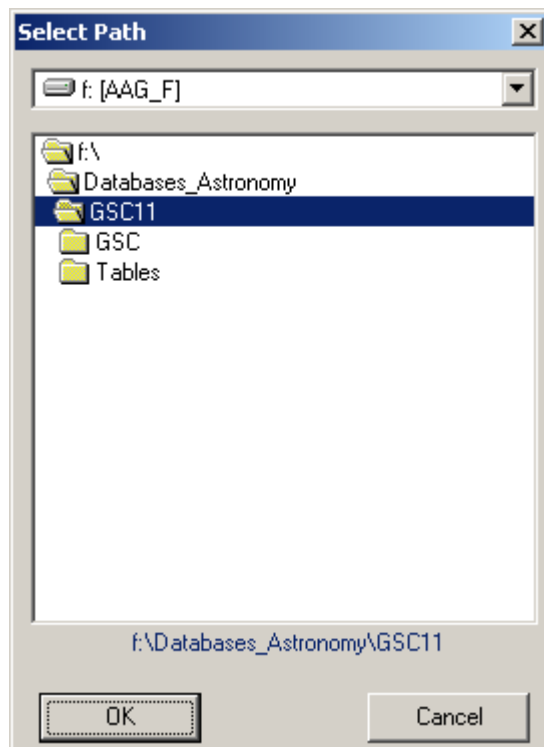 Select Path
f: [AAG_F]
f:\
Databases_Astronomy
GSC11
GSC
Tables
f:\Databases_Astronomy\GSC11
OK
Cancel